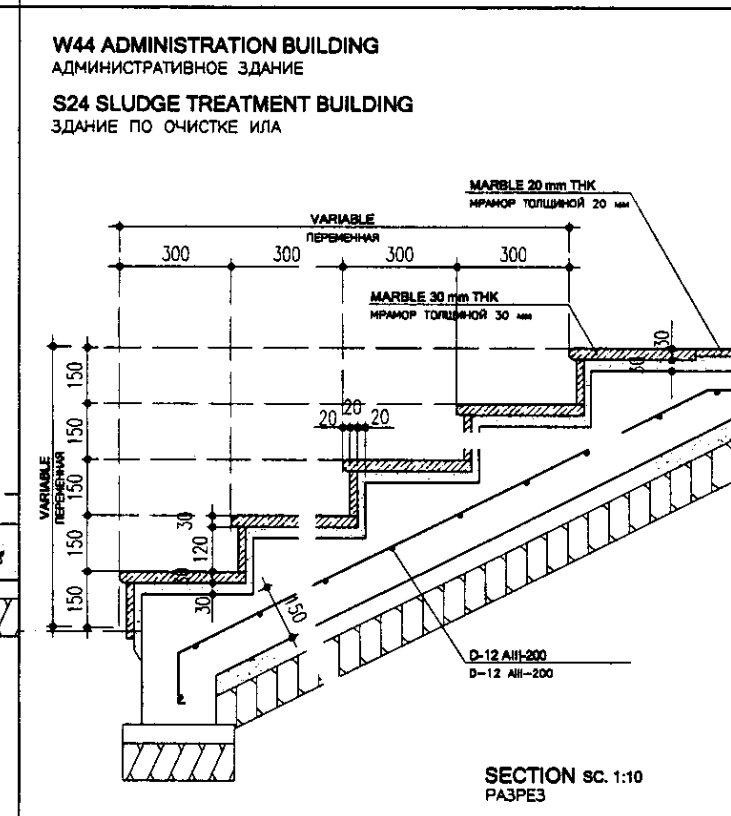 W44 ADMINISTRATION BUILDING
АДМИНИСТРАТИВНОЕ ЗДАНИЕ
S24 SLUDGE TREATMENT BUILDING
ЗДАНИЕ ПО ОЧИСТКЕ ИЛА
MARBLE 20 mm THK
МРАМОР ТОЛЩИНОЙ 20 мм
VARIABLE
ПЕРЕМЕННАЯ
300 300 300 300
MARBLE 30 mm THK
МРАМОР ТОЛЩИНОЙ 30 мм
30
30
VARIABLE
ПЕРЕМЕННАЯ
150
150
150
150
150
20 20 20
30
120
30
150
D-12 AIII-200
D-12 AIII-200
SECTION SC. 1:10
РАЗРЕЗ